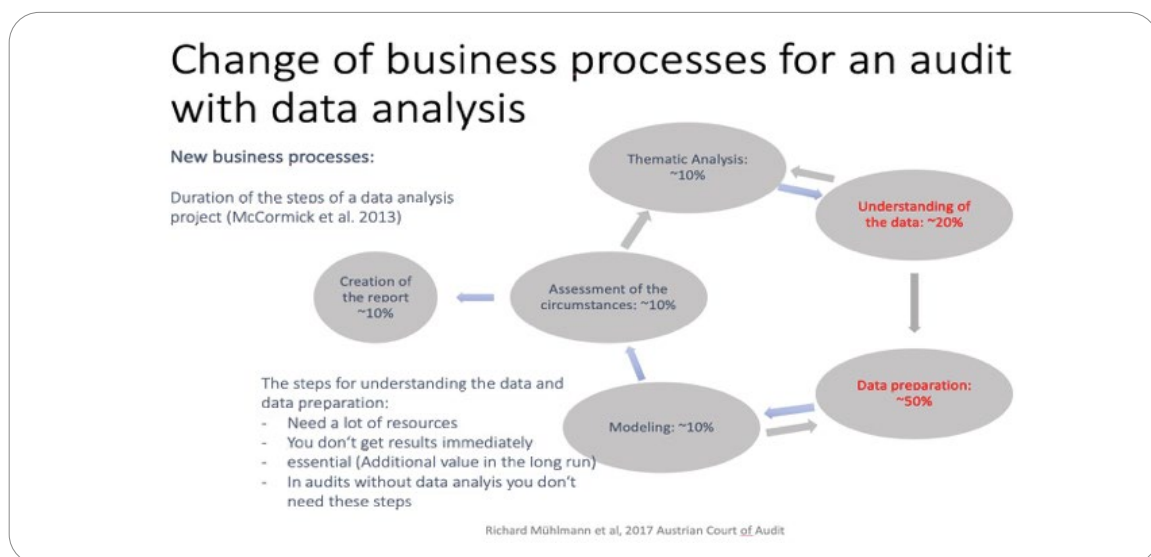 Change of business processes for an audit
with data analysis
New business processes:
Duration of the steps of a data analysis
project (McCormick et al. 2013)
Thematic Analysis:
~10%
Understanding of
the data: ~20%
Creation of
the report
~10%
Assessment of the
circumstances: ~10%
The steps for understanding the data and
data preparation:
- Need a lot of resources
- You don't get results immediately
- essential (Additional value in the long run)
- In audits without data analyis you don't
need these steps
Modeling: ~10%
Data preparation:
~50%
Richard Mühlmann et al, 2017 Austrian Court of Audit